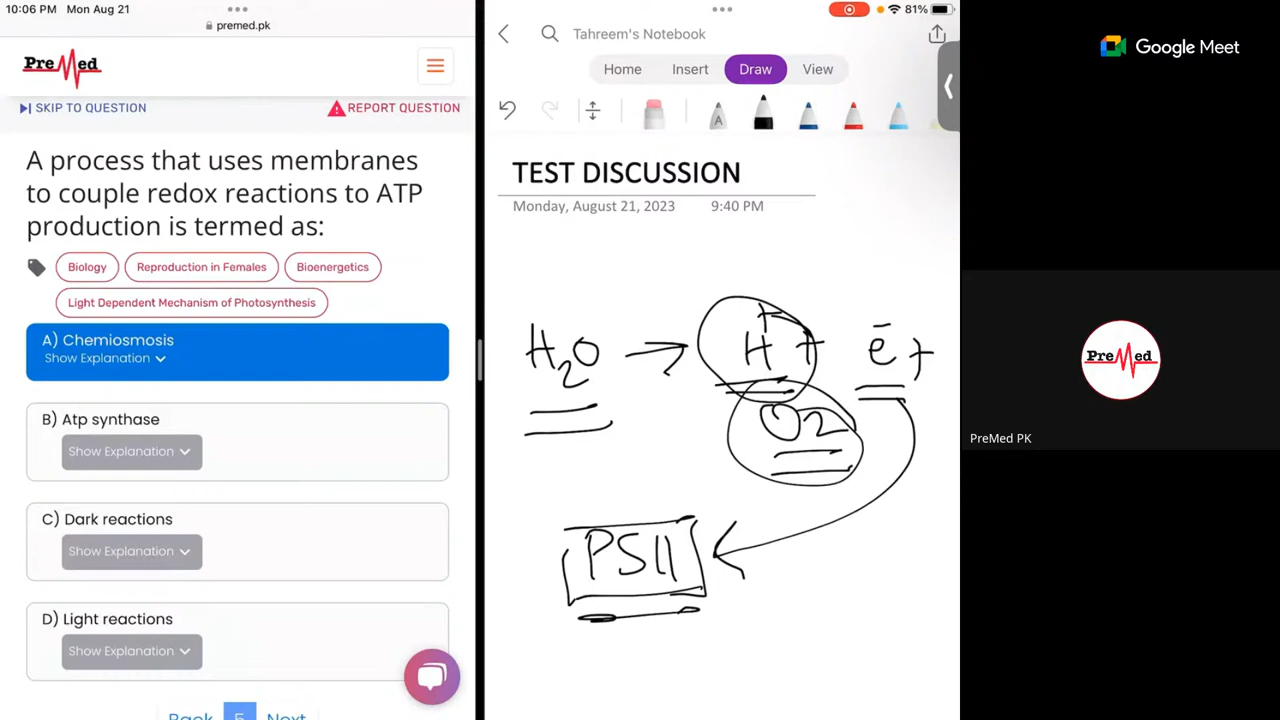 10:06 PM Mon Aug 21
premed.pk
PreMed
SKIP TO QUESTION
REPORT QUESTION
A process that uses membranes
to couple redox reactions to ATP
production is termed as:
Biology
Reproduction in Females
Bioenergetics
Light Dependent Mechanism of Photosynthesis
A) Chemiosmosis
Show Explanation
B) Atp synthase
Show Explanation
C) Dark reactions
Show Explanation
D) Light reactions
Show Explanation
Back 5 Next
81%
Tahreem's Notebook
Home Insert Draw View
A
TEST DISCUSSION
Monday, August 21, 2023 9:40 PM
H2O → H+ + e- +
O2
PSII
Google Meet
PreMed
PreMed PK